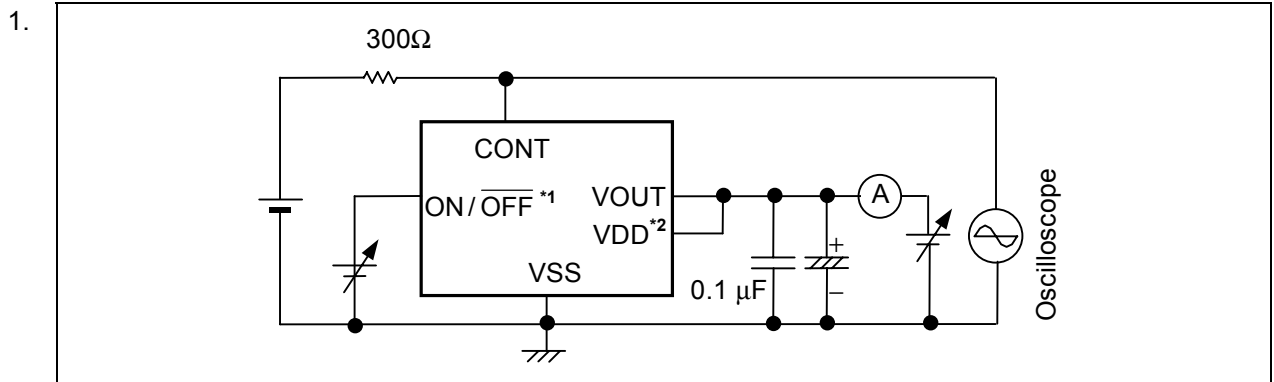 1.
300Ω
CONT
ON / OFF *1
VOUT
VDD*2
VSS
0.1 μF
+
−
A
Oscilloscope